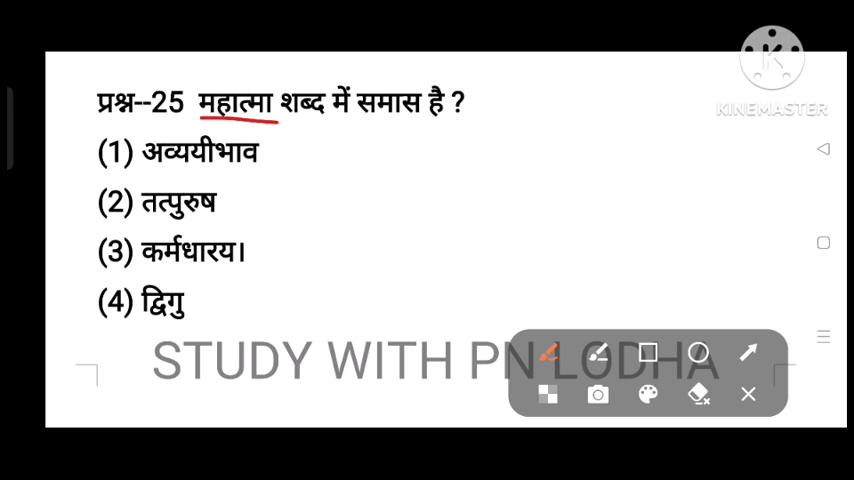 KINEMASTER
प्रश्न--25 महात्मा शब्द में समास है ?
(1) अव्ययीभाव
(2) तत्पुरुष
(3) कर्मधारय।
(4) द्विगु
STUDY WITH PN LODHA